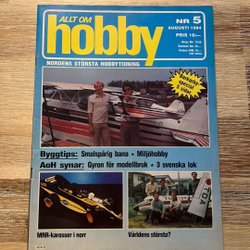 ALLT OM
hobby
NORDENS STÖRSTA HOBBYTIDNING
NR 5
AUGUSTI 1984
PRIS 16:-
Byggtips: Smalspårig bana • Miljöhobby
AoH synar: Gyron för modellbruk • 3 svenska lok
MRR-karosser i norr
Världens största?